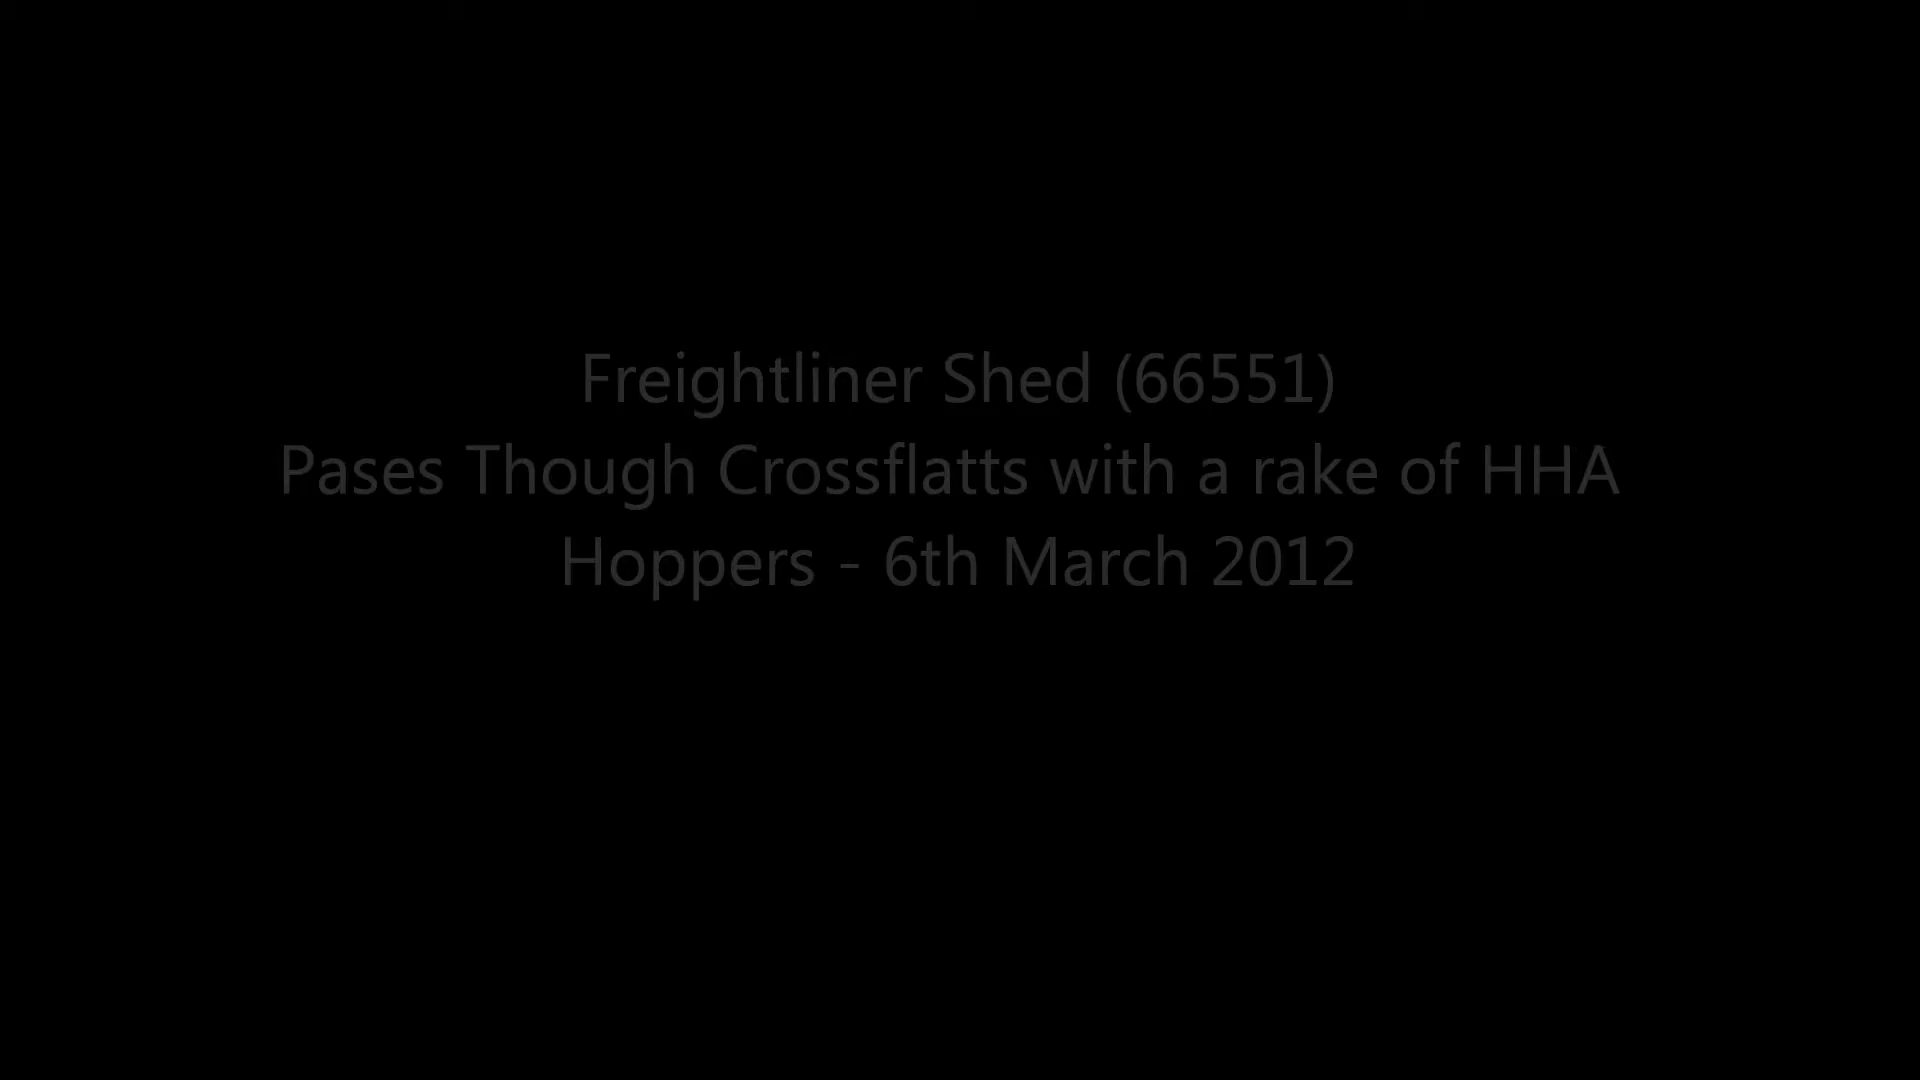 Freightliner Shed (66551)
Pases Though Crossflatts with a rake of HHA
Hoppers - 6th March 2012